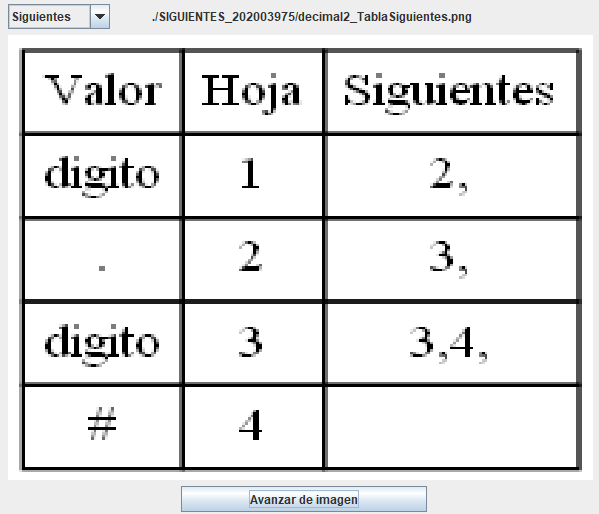 Siguientes ./SIGUIENTES_202003975/decimal2_TablaSiguientes.png
Valor Hoja Siguientes
digito 1 2,
. 2 3,
digito 3 3,4,
# 4
Avanzar de imagen